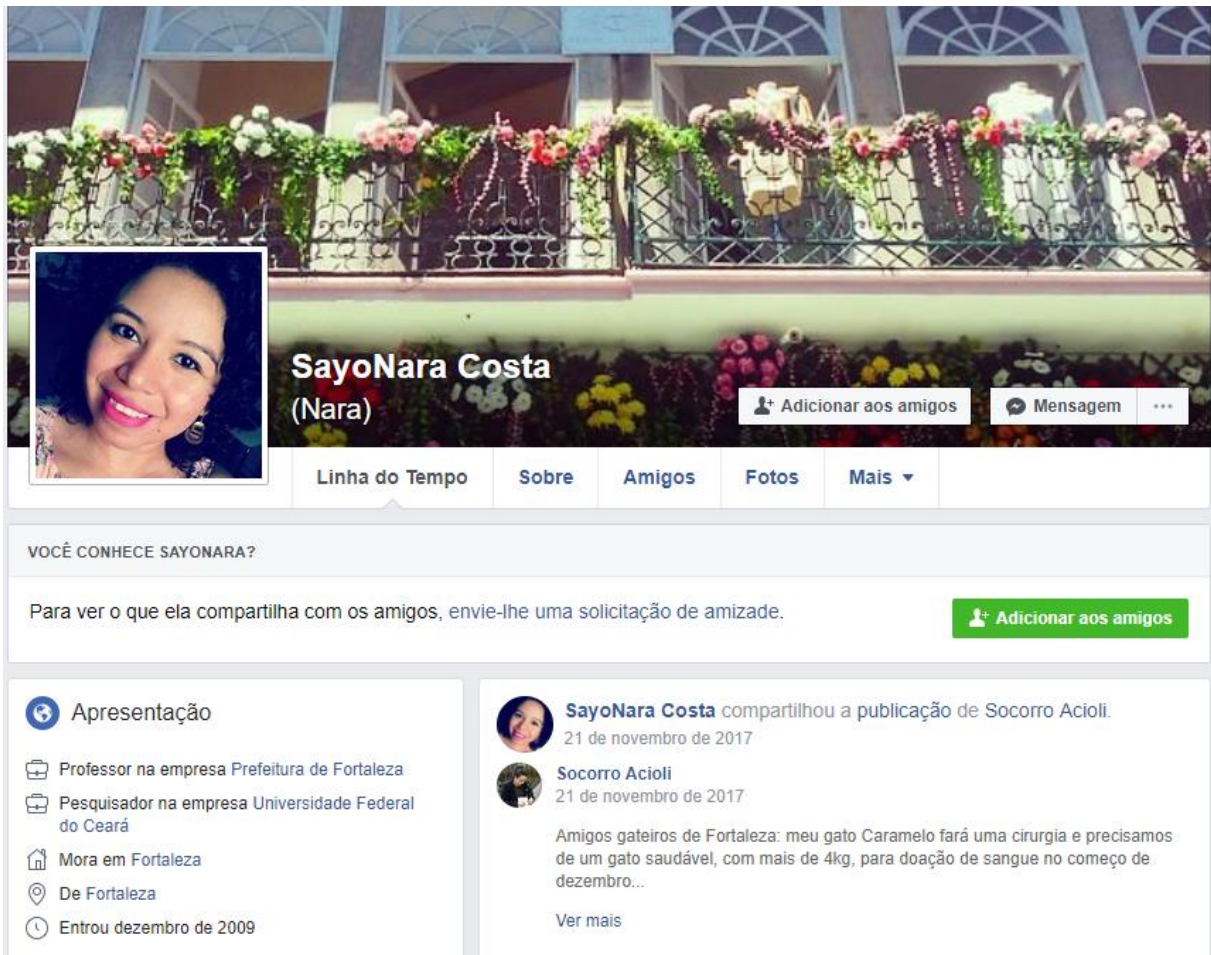 SayoNara Costa
(Nara)
Adicionar aos amigos
Mensagem
Linha do Tempo
Sobre
Amigos
Fotos
Mais
VOCÊ CONHECE SAYONARA?
Para ver o que ela compartilha com os amigos, envie-lhe uma solicitação de amizade.
Adicionar aos amigos
Apresentação
Professor na empresa Prefeitura de Fortaleza
Pesquisador na empresa Universidade Federal
do Ceará
Mora em Fortaleza
De Fortaleza
Entrou dezembro de 2009
SayoNara Costa compartilhou a publicação de Socorro Acioli.
21 de novembro de 2017
Socorro Acioli
21 de novembro de 2017
Amigos gateiros de Fortaleza: meu gato Caramelo fará uma cirurgia e precisamos
de um gato saudável, com mais de 4kg, para doação de sangue no começo de
dezembro...
Ver mais